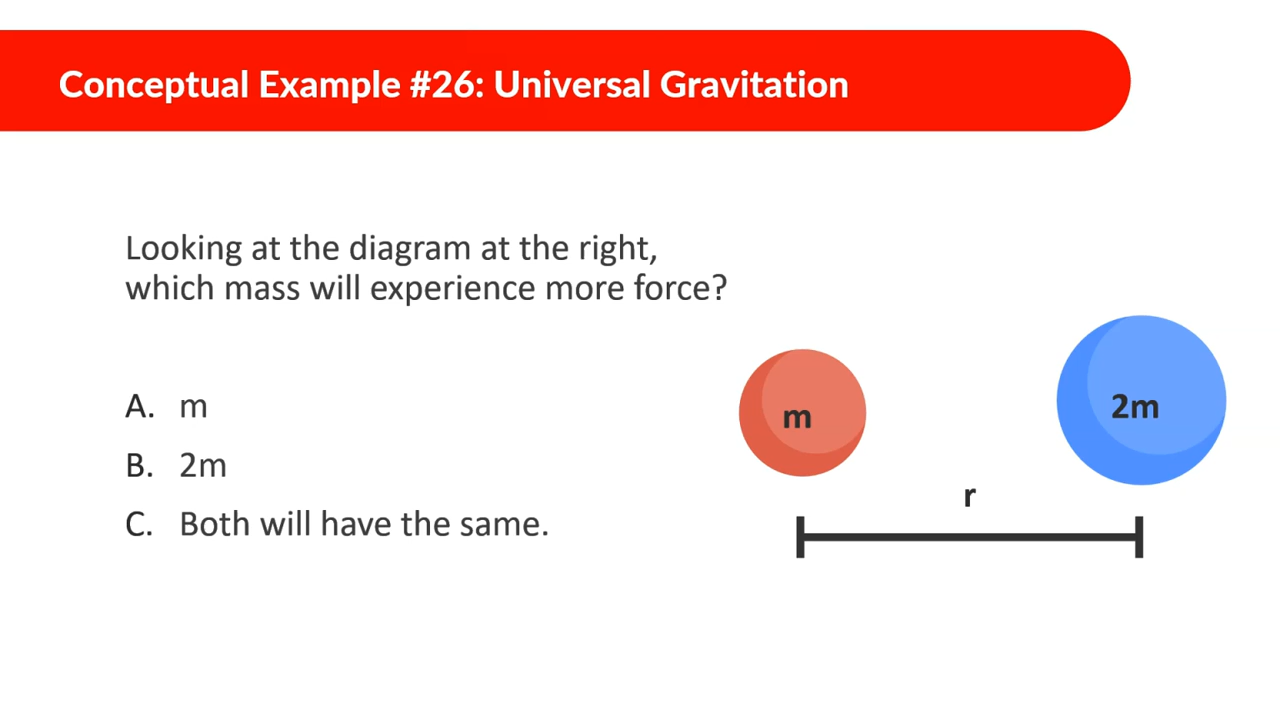 Conceptual Example #26: Universal Gravitation
Looking at the diagram at the right,
which mass will experience more force?
A. m
B. 2m
C. Both will have the same.
m
2m
r